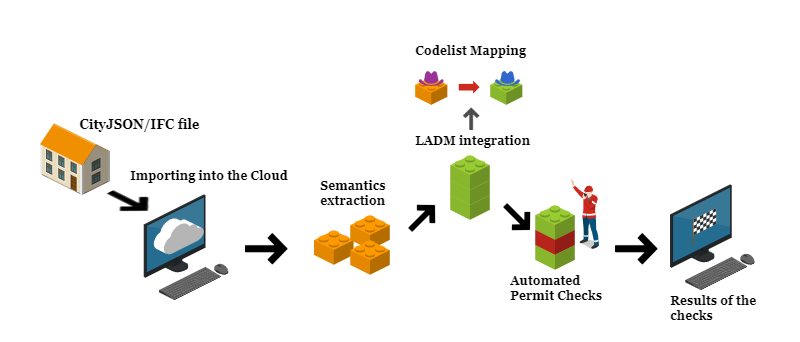 CityJSON/IFC file
Importing into the Cloud
Semantics
extraction
Codelist Mapping
LADM integration
Automated
Permit Checks
Results of the
checks